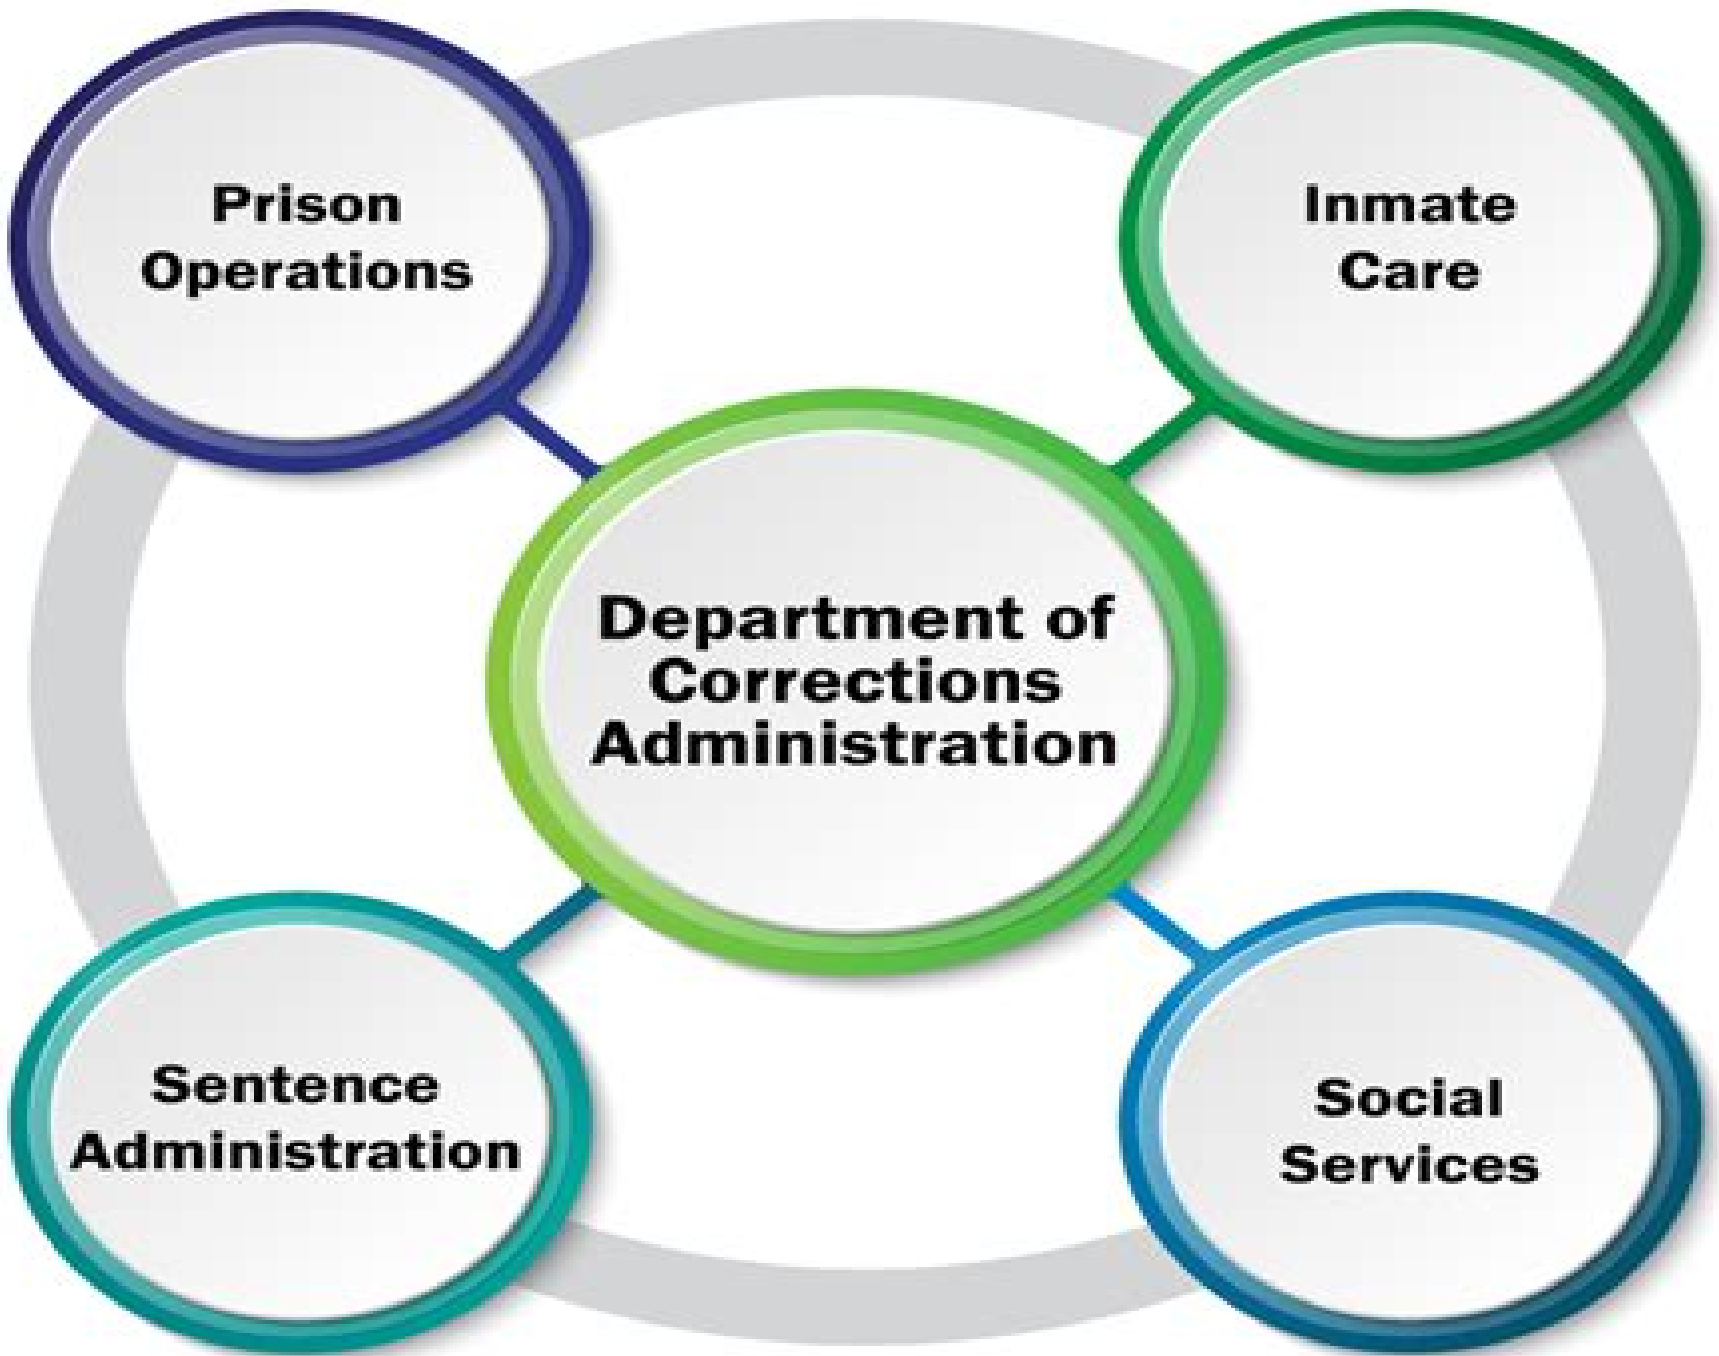 Prison
Operations
Inmate
Care
Department of
Corrections
Administration
Sentence
Administration
Social
Services